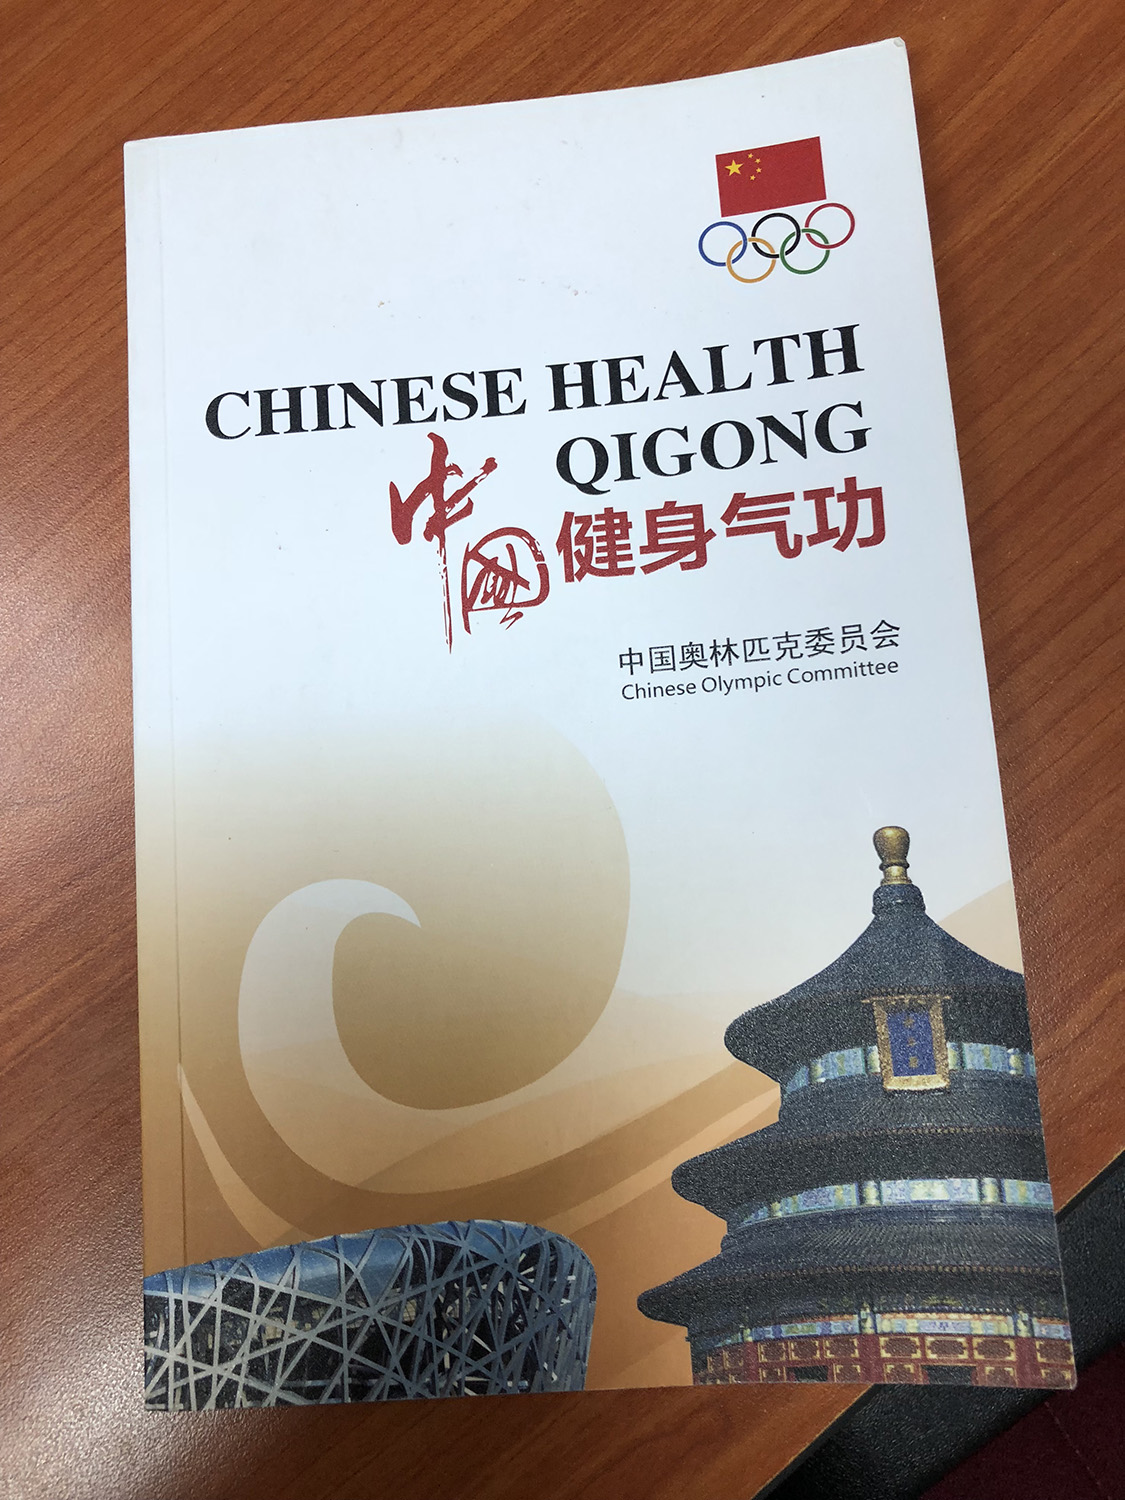 CHINESE HEALTH
QIGONG
中國健身气功
中国奥林匹克委员会
Chinese Olympic Committee